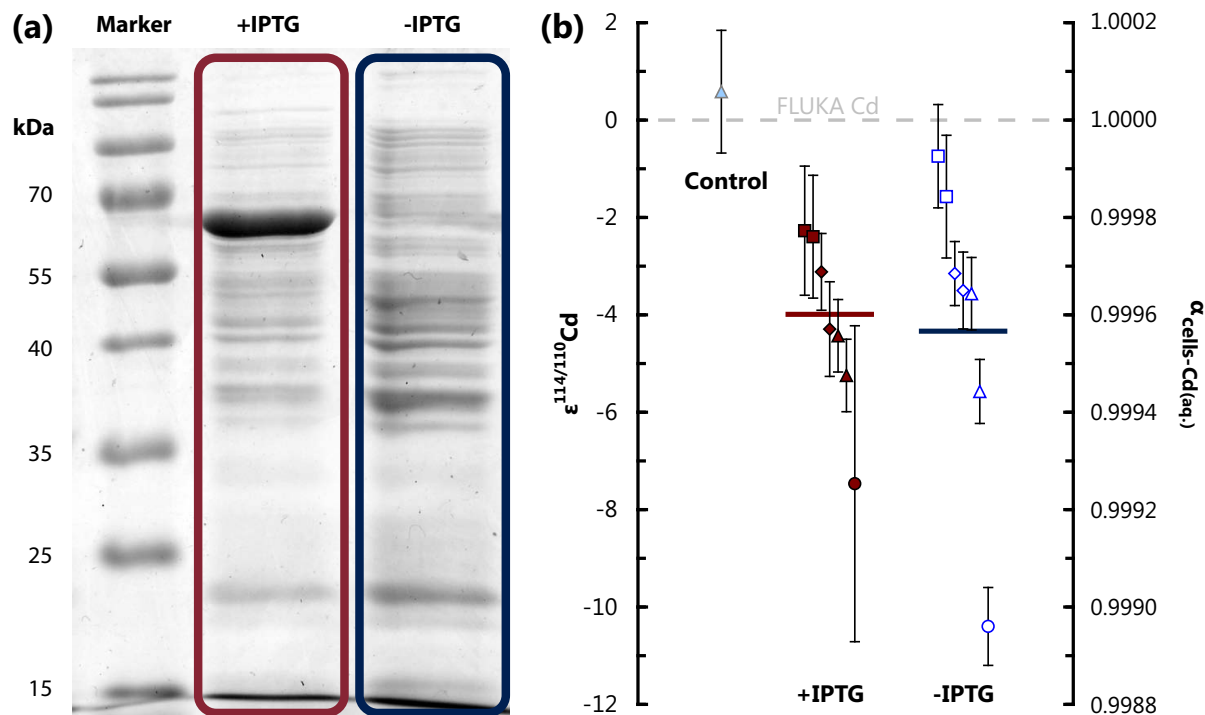 (a)
Marker
+IPTG
-IPTG
kDa
70
55
40
35
25
15
(b)
2
0
-2
-4
-6
-8
-10
-12
ε114/110Cd
FLUKA Cd
Control
+IPTG
-IPTG
1.0002
1.0000
0.9998
0.9996
0.9994
0.9992
0.9990
0.9988
αcells-Cd(aq.)